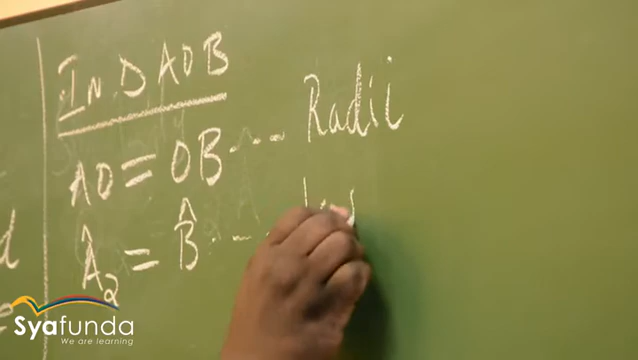 In. D AOB
AO = OB ... Radii
Â₂ = B̂ ...
d
Syafunda
We are learning